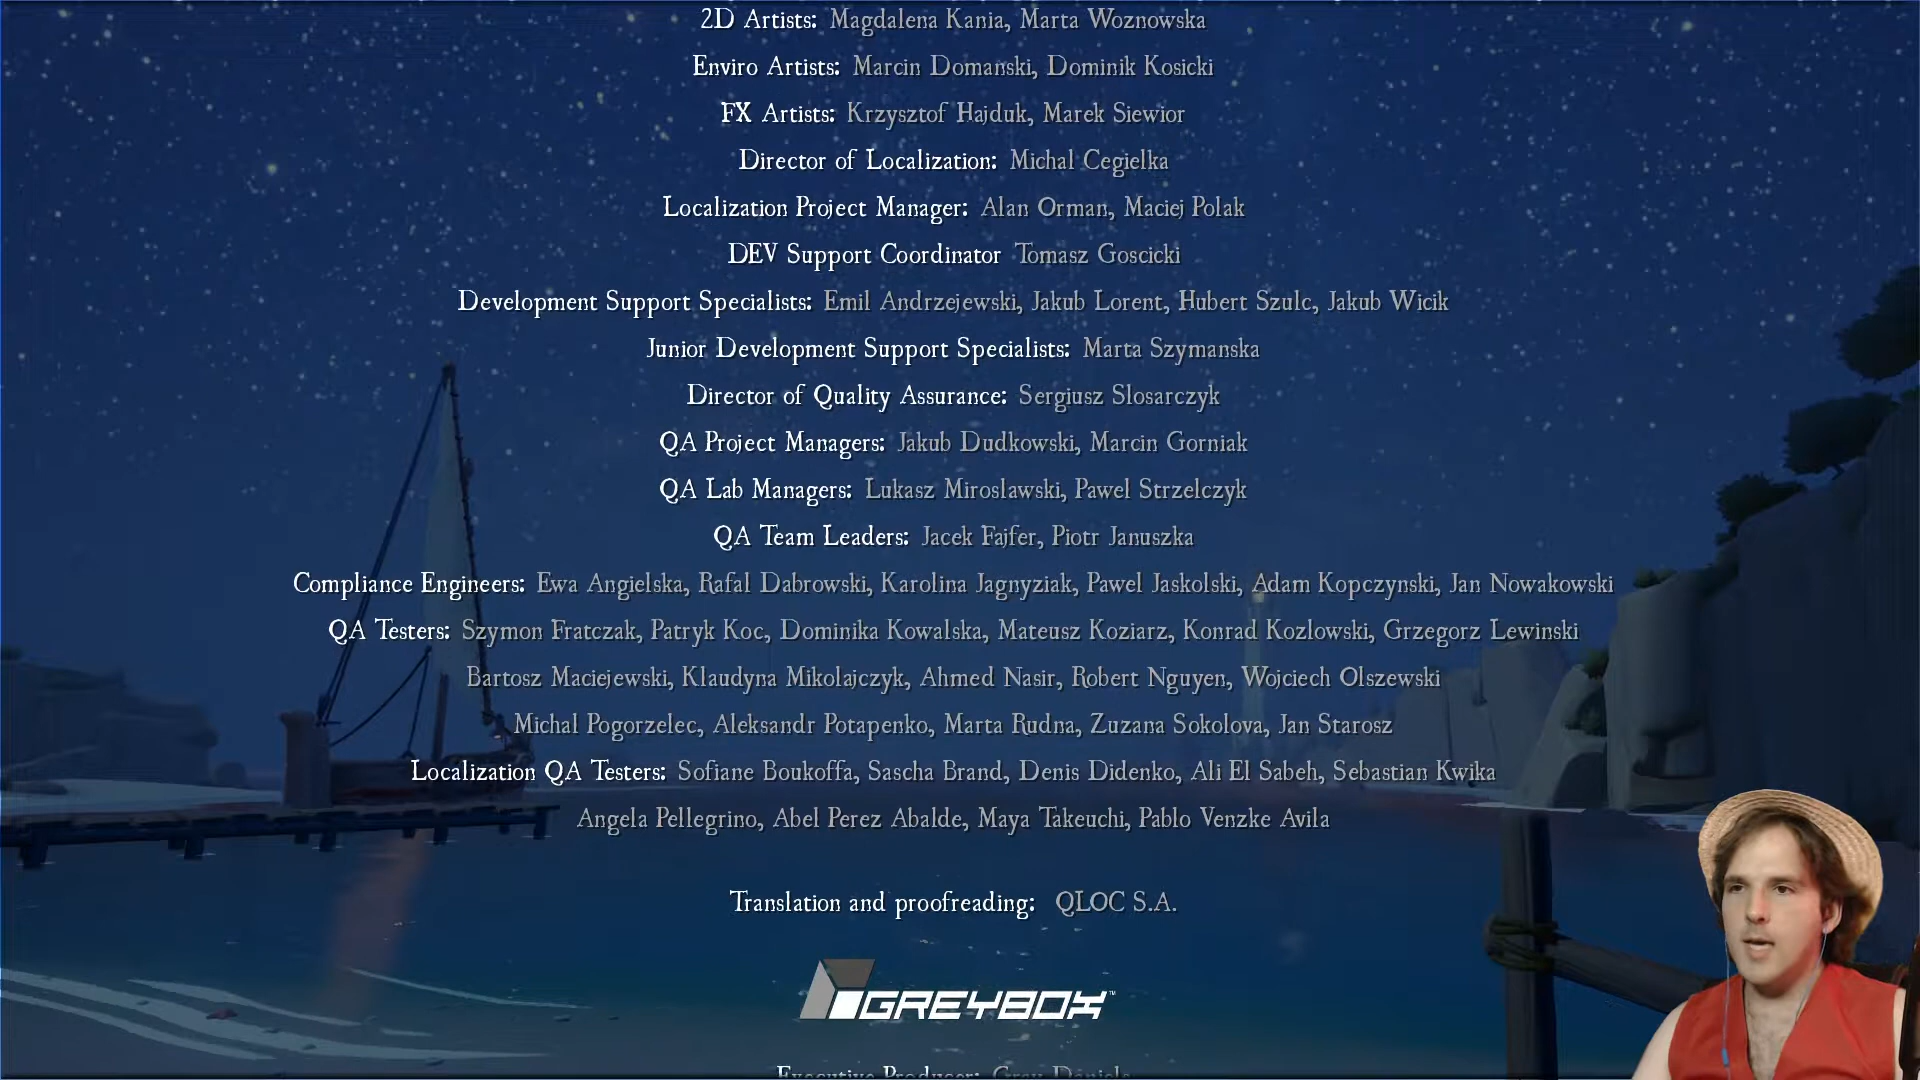 2D Artists: Magdalena Kania, Marta Woznowska
Enviro Artists: Marcin Domanski, Dominik Kosicki
FX Artists: Krzysztof Hajduk, Marek Siewior
Director of Localization: Michal Cegielka
Localization Project Manager: Alan Orman, Maciej Polak
DEV Support Coordinator Tomasz Goscicki
Development Support Specialists: Emil Andrzejewski, Jakub Lorent, Hubert Szulc, Jakub Wicik
Junior Development Support Specialists: Marta Szymanska
Director of Quality Assurance: Sergiusz Slosarczyk
QA Project Managers: Jakub Dudkowski, Marcin Gorniak
QA Lab Managers: Lukasz Miroslawski, Pawel Strzelczyk
QA Team Leaders: Jacek Fajfer, Piotr Januszka
Compliance Engineers: Ewa Angielska, Rafal Dabrowski, Karolina Jagnyziak, Pawel Jaskolski, Adam Kopczynski, Jan Nowakowski
QA Testers: Szymon Fratczak, Patryk Koc, Dominika Kowalska, Mateusz Koziarz, Konrad Kozlowski, Grzegorz Lewinski
Bartosz Maciejewski, Klaudyna Mikolajczyk, Ahmed Nasir, Robert Nguyen, Wojciech Olszewski
Michal Pogorzelec, Aleksandr Potapenko, Marta Rudna, Zuzana Sokolova, Jan Starosz
Localization QA Testers: Sofiane Boukoffa, Sascha Brand, Denis Didenko, Ali El Sabeh, Sebastian Kwika
Angela Pellegrino, Abel Perez Abalde, Maya Takeuchi, Pablo Venzke Avila
Translation and proofreading: QLOC S.A.
GREYBOX™
Executive Producer: